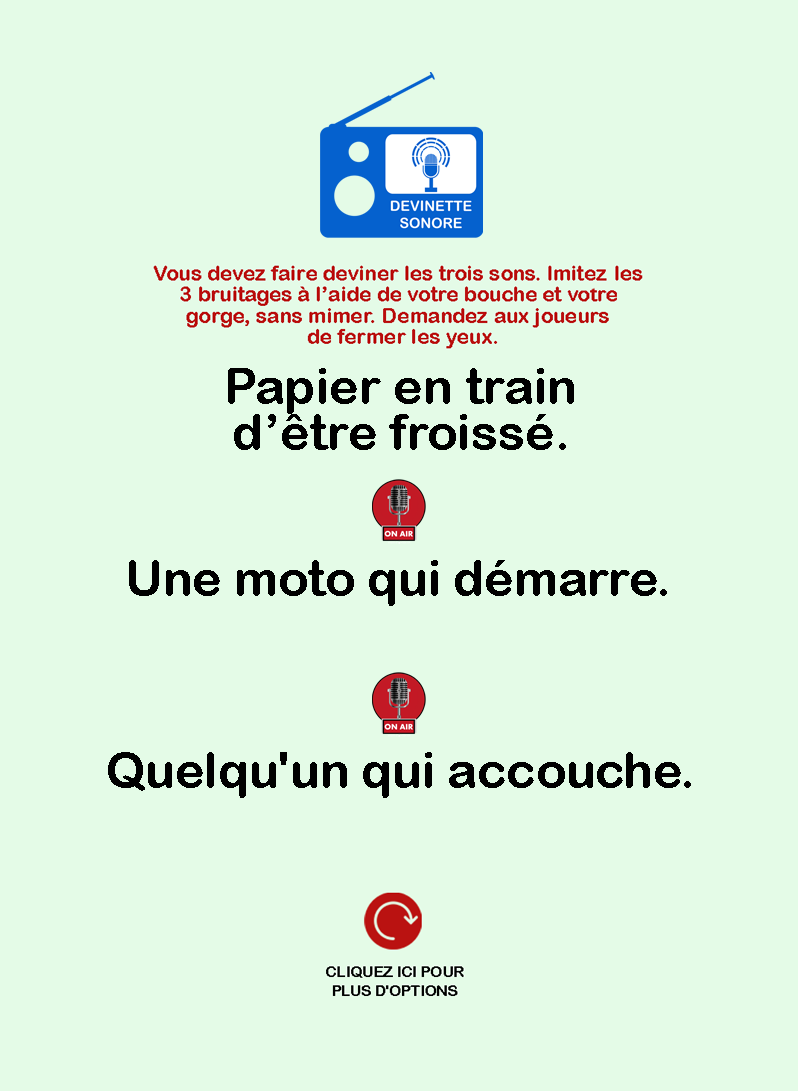 DEVINETTE
SONORE
Vous devez faire deviner les trois sons. Imitez les
3 bruitages à l’aide de votre bouche et votre
gorge, sans mimer. Demandez aux joueurs
de fermer les yeux.
Papier en train
d’être froissé.
ON AIR
Une moto qui démarre.
ON AIR
Quelqu'un qui accouche.
CLIQUEZ ICI POUR
PLUS D'OPTIONS